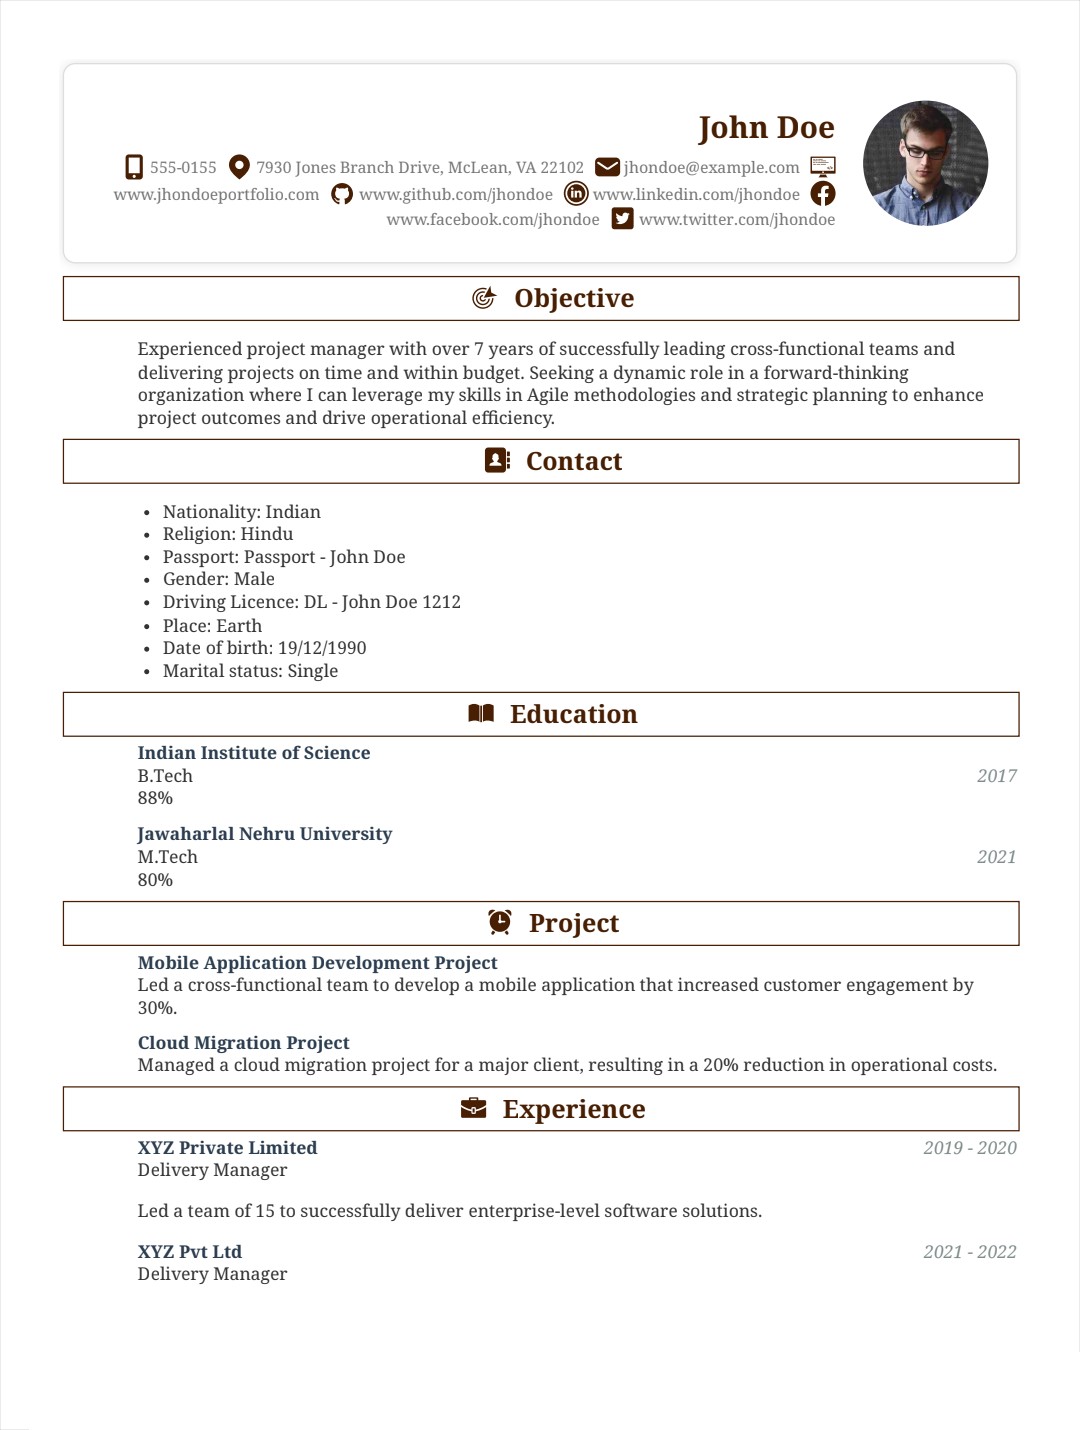 John Doe
555-0155 7930 Jones Branch Drive, McLean, VA 22102 jhondoe@example.com
www.jhondoeportfolio.com www.github.com/jhondoe www.linkedin.com/jhondoe
www.facebook.com/jhondoe www.twitter.com/jhondoe
Objective
Experienced project manager with over 7 years of successfully leading cross-functional teams and
delivering projects on time and within budget. Seeking a dynamic role in a forward-thinking
organization where I can leverage my skills in Agile methodologies and strategic planning to enhance
project outcomes and drive operational efficiency.
Contact
• Nationality: Indian
• Religion: Hindu
• Passport: Passport - John Doe
• Gender: Male
• Driving Licence: DL - John Doe 1212
• Place: Earth
• Date of birth: 19/12/1990
• Marital status: Single
Education
Indian Institute of Science
B.Tech 2017
88%
Jawaharlal Nehru University
M.Tech 2021
80%
Project
Mobile Application Development Project
Led a cross-functional team to develop a mobile application that increased customer engagement by
30%.
Cloud Migration Project
Managed a cloud migration project for a major client, resulting in a 20% reduction in operational costs.
Experience
XYZ Private Limited 2019 - 2020
Delivery Manager
Led a team of 15 to successfully deliver enterprise-level software solutions.
XYZ Pvt Ltd 2021 - 2022
Delivery Manager